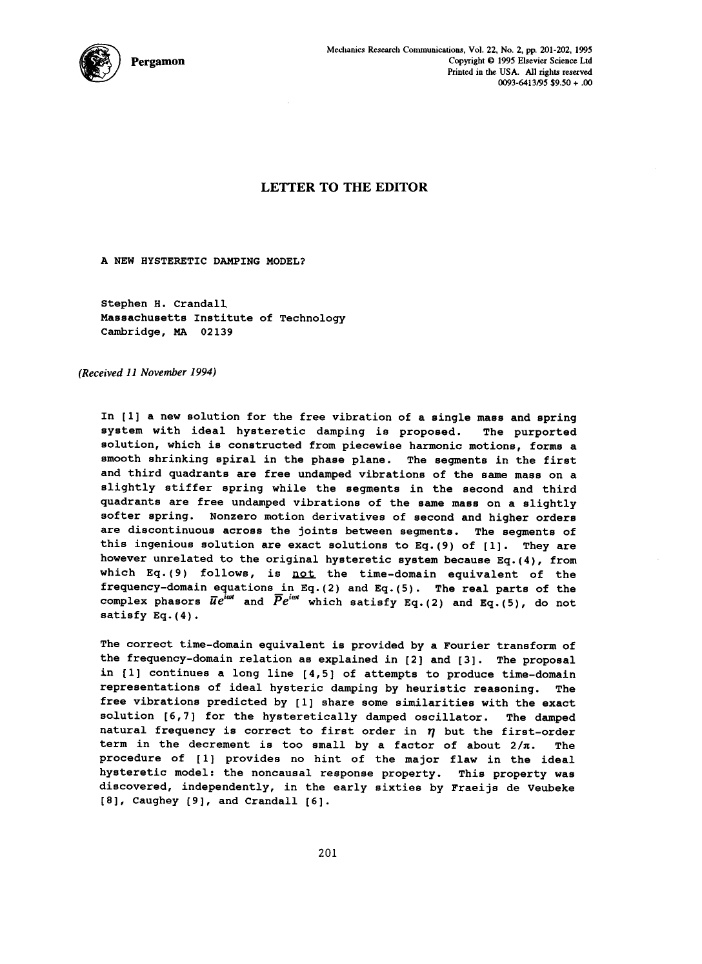 Pergamon
Mechanics Research Communications, Vol. 22, No. 2, pp. 201-202, 1995
Copyright © 1995 Elsevier Science Ltd
Printed in the USA. All rights reserved
0093-6413/95 $9.50 + .00
LETTER TO THE EDITOR
A NEW HYSTERETIC DAMPING MODEL?
Stephen H. Crandall
Massachusetts Institute of Technology
Cambridge, MA 02139
(Received 11 November 1994)
In [1] a new solution for the free vibration of a single mass and spring
system with ideal hysteretic damping is proposed. The purported
solution, which is constructed from piecewise harmonic motions, forms a
smooth shrinking spiral in the phase plane. The segments in the first
and third quadrants are free undamped vibrations of the same mass on a
slightly stiffer spring while the segments in the second and third
quadrants are free undamped vibrations of the same mass on a slightly
softer spring. Nonzero motion derivatives of second and higher orders
are discontinuous across the joints between segments. The segments of
this ingenious solution are exact solutions to Eq.(9) of [1]. They are
however unrelated to the original hysteretic system because Eq.(4), from
which Eq.(9) follows, is not the time-domain equivalent of the
frequency-domain equations in Eq.(2) and Eq.(5). The real parts of the
complex phasors u̅e^{iωt} and P̅e^{iωt} which satisfy Eq.(2) and Eq.(5), do not
satisfy Eq.(4).
The correct time-domain equivalent is provided by a Fourier transform of
the frequency-domain relation as explained in [2] and [3]. The proposal
in [1] continues a long line [4,5] of attempts to produce time-domain
representations of ideal hysteric damping by heuristic reasoning. The
free vibrations predicted by [1] share some similarities with the exact
solution [6,7] for the hysteretically damped oscillator. The damped
natural frequency is correct to first order in η but the first-order
term in the decrement is too small by a factor of about 2/π. The
procedure of [1] provides no hint of the major flaw in the ideal
hysteretic model: the noncausal response property. This property was
discovered, independently, in the early sixties by Fraeijs de Veubeke
[8], Caughey [9], and Crandall [6].
201